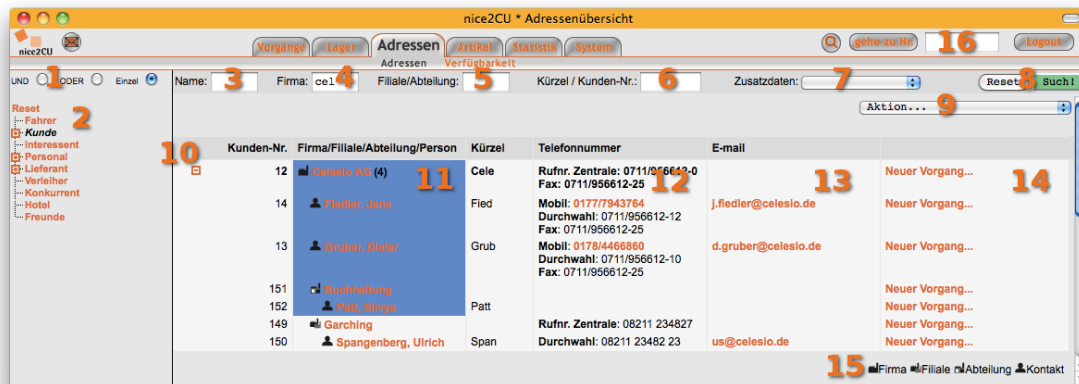 nice2CU * Adressenübersicht
nice2CU Vorgänge Lager Adressen Artikel Statistik System gehe zu Nr. 16 Logout
Adressen Verfügbarkeit
UND 1 ODER Einzel Name: 3 Firma: cel 4 Filiale/Abteilung: 5 Kürzel / Kunden-Nr.: 6 Zusatzdaten: 7 Reset 8 Such!
Aktion... 9
Reset 2
Fahrer
Kunde
Interessent
Personal
Lieferant
Verleiher
Konkurrent
Hotel
Freunde
10 Kunden-Nr. Firma/Filiale/Abteilung/Person Kürzel Telefonnummer E-mail
12 Celesio AG (4) 11 Cele Rufnr. Zentrale: 0711/956612-0 12 13 Neuer Vorgang... 14
Fax: 0711/956612-25
14 Fiedler, Jens Fied Mobil: 0177/7943764 j.fiedler@celesio.de Neuer Vorgang...
Durchwahl: 0711/956612-12
Fax: 0711/956612-25
13 Gruber, Dieter Grub Mobil: 0178/4466860 d.gruber@celesio.de Neuer Vorgang...
Durchwahl: 0711/956612-10
Fax: 0711/956612-25
151 Buchhaltung Neuer Vorgang...
152 Patt, Silvya Patt Neuer Vorgang...
149 Garching Rufnr. Zentrale: 08211 234827 Neuer Vorgang...
150 Spangenberg, Ulrich Span Durchwahl: 08211 23482 23 us@celesio.de Neuer Vorgang...
15 Firma Filiale Abteilung Kontakt